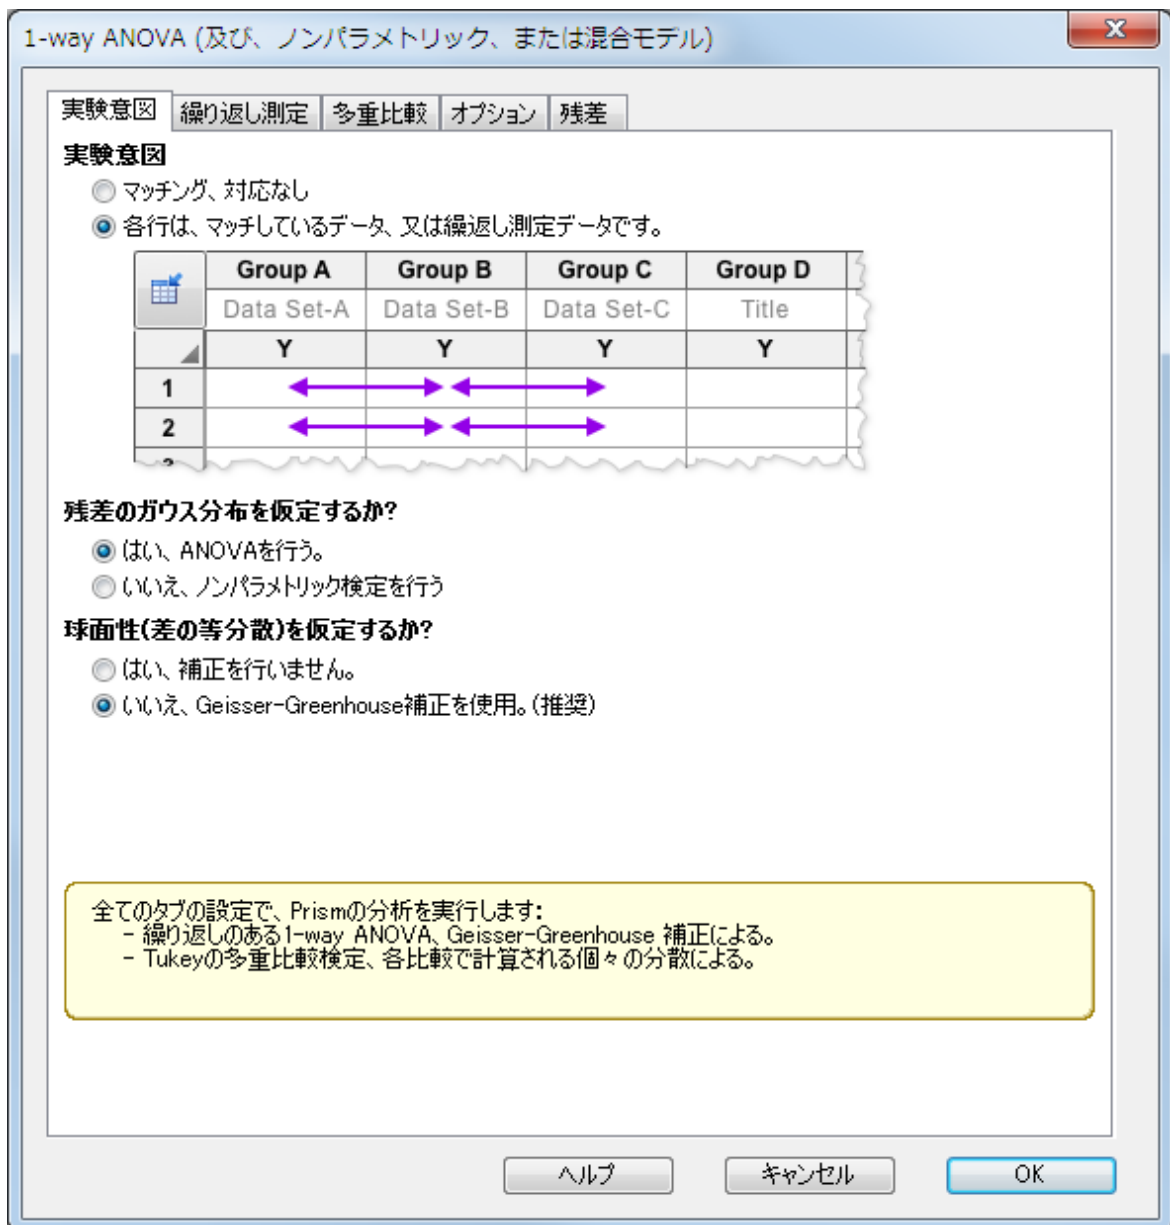 1-way ANOVA (及び、ノンパラメトリック、または混合モデル)
実験意図 繰り返し測定 多重比較 オプション 残差
実験意図
マッチング、対応なし
各行は、マッチしているデータ、又は繰返し測定データです。
Group A Group B Group C Group D
Data Set-A Data Set-B Data Set-C Title
Y Y Y Y
1
2
残差のガウス分布を仮定するか?
はい、ANOVAを行う。
いいえ、ノンパラメトリック検定を行う
球面性(差の等分散)を仮定するか?
はい、補正を行いません。
いいえ、Geisser-Greenhouse補正を使用。(推奨)
全てのタブの設定で、Prismの分析を実行します:
- 繰り返しのある1-way ANOVA、Geisser-Greenhouse 補正による。
- Tukeyの多重比較検定、各比較で計算される個々の分散による。
ヘルプ キャンセル OK